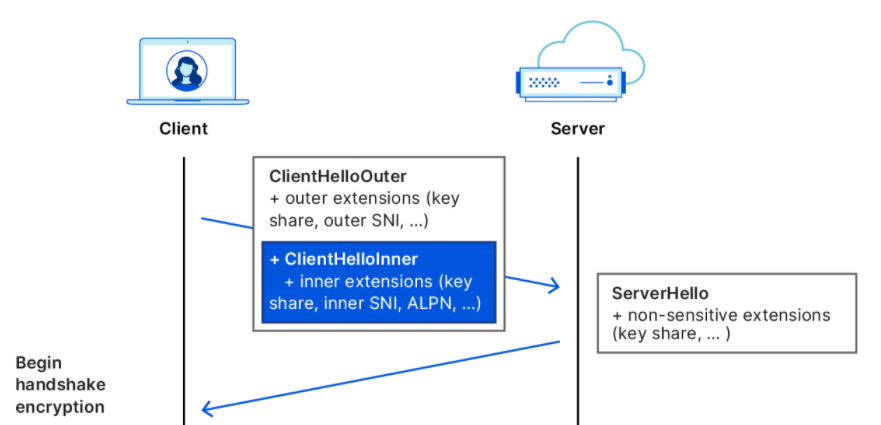 Client
Server
ClientHelloOuter
+ outer extensions (key
share, outer SNI, ...)
+ ClientHelloInner
+ inner extensions (key
share, inner SNI, ALPN, ...)
ServerHello
+ non-sensitive extensions
(key share, ... )
Begin
handshake
encryption